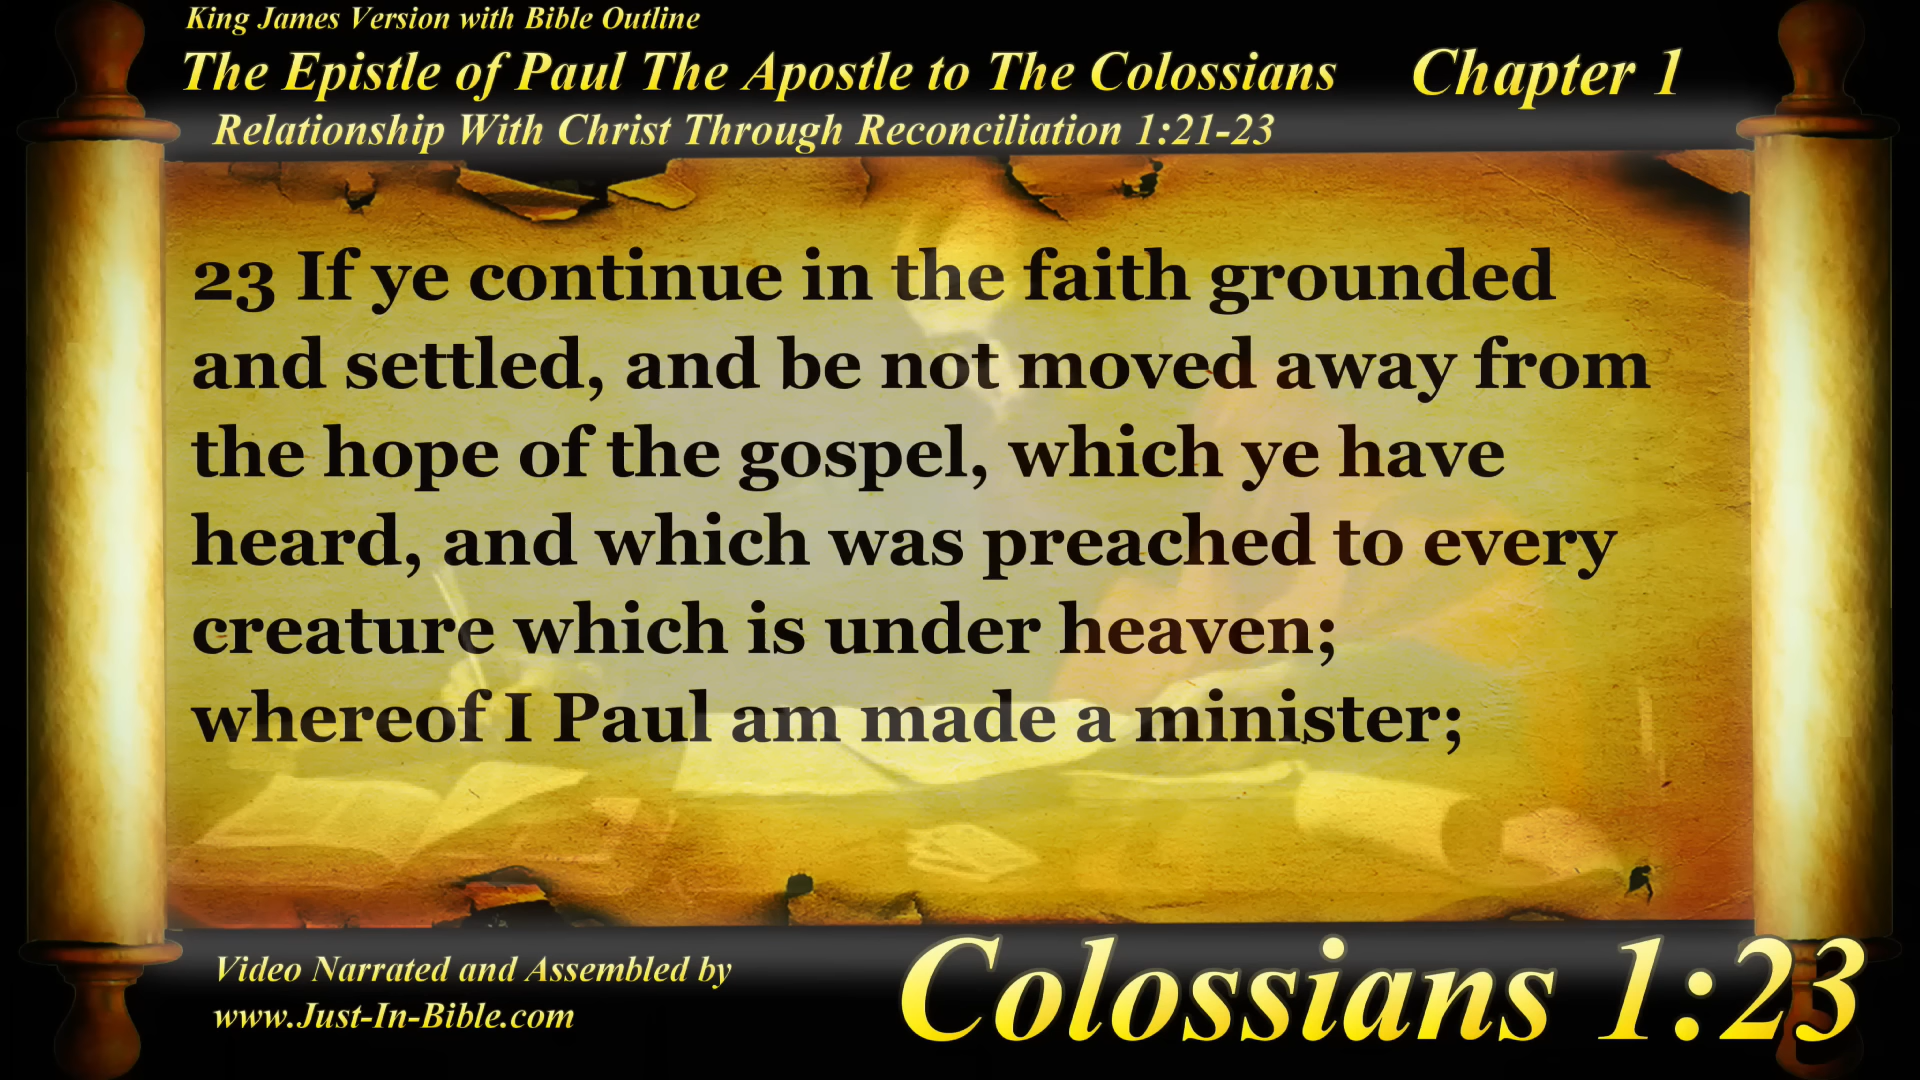 King James Version with Bible Outline
The Epistle of Paul The Apostle to The Colossians Chapter 1
Relationship With Christ Through Reconciliation 1:21-23
23 If ye continue in the faith grounded
and settled, and be not moved away from
the hope of the gospel, which ye have
heard, and which was preached to every
creature which is under heaven;
whereof I Paul am made a minister;
Video Narrated and Assembled by
www.Just-In-Bible.com
Colossians 1:23